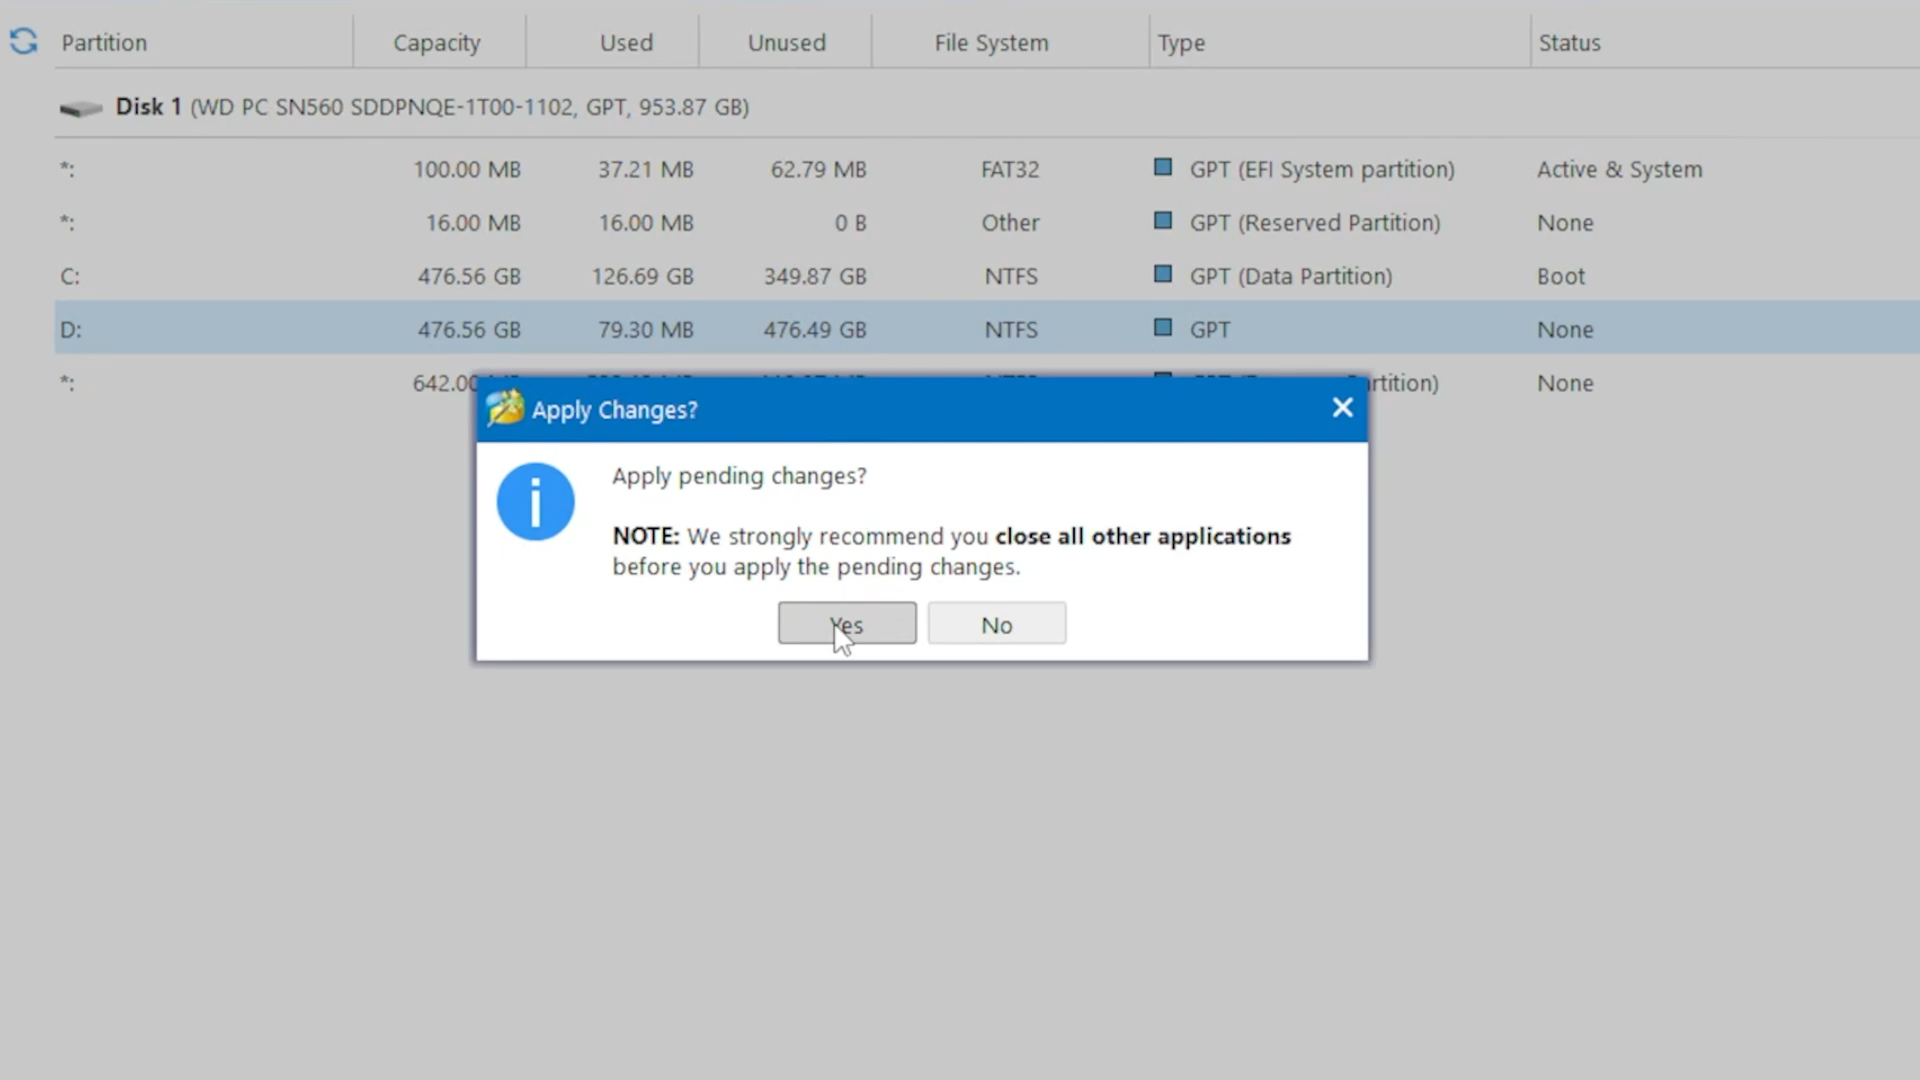 Partition Capacity Used Unused File System Type Status
Disk 1 (WD PC SN560 SDDPNQE-1T00-1102, GPT, 953.87 GB)
*: 100.00 MB 37.21 MB 62.79 MB FAT32 GPT (EFI System partition) Active & System
*: 16.00 MB 16.00 MB 0 B Other GPT (Reserved Partition) None
C: 476.56 GB 126.69 GB 349.87 GB NTFS GPT (Data Partition) Boot
D: 476.56 GB 79.30 MB 476.49 GB NTFS GPT None
*: None
Apply Changes?
Apply pending changes?
NOTE: We strongly recommend you close all other applications
before you apply the pending changes.
Yes No